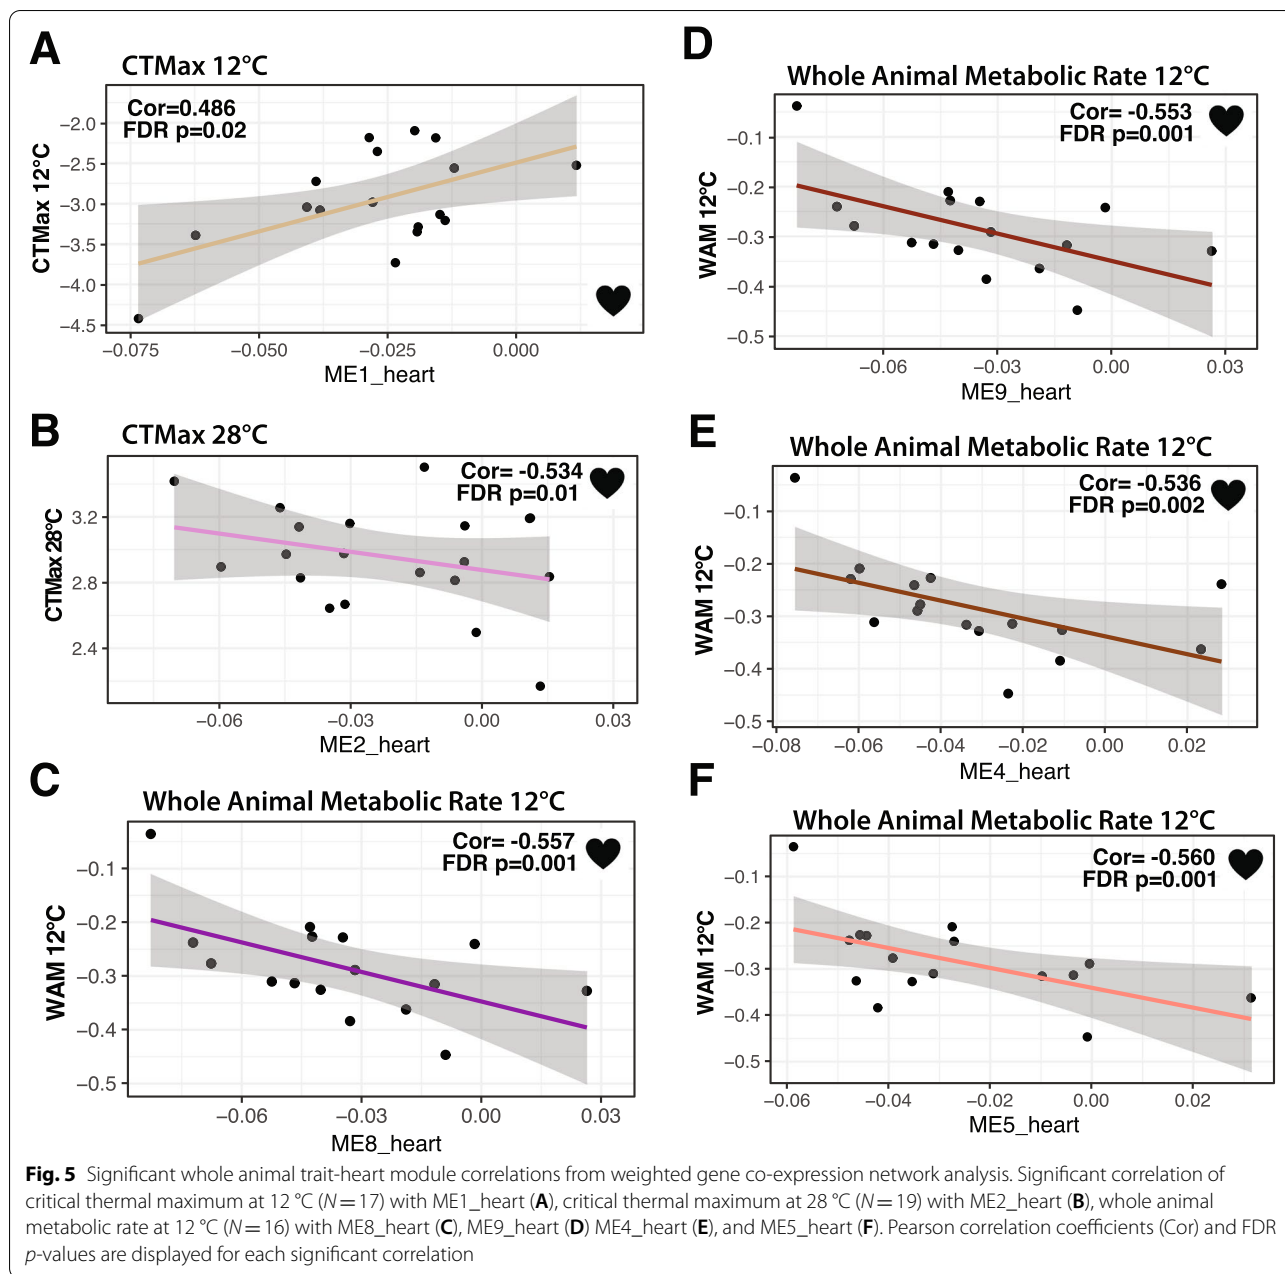 A
CTMax 12°C
Cor=0.486
FDR p=0.02
CTMax 12°C
−2.0
−2.5
−3.0
−3.5
−4.0
−4.5
−0.075
−0.050
−0.025
0.000
ME1_heart
B
CTMax 28°C
Cor= -0.534
FDR p=0.01
CTMax 28°C
3.2
2.8
2.4
−0.06
−0.03
0.00
0.03
ME2_heart
C
Whole Animal Metabolic Rate 12°C
Cor= -0.557
FDR p=0.001
WAM 12°C
−0.1
−0.2
−0.3
−0.4
−0.5
−0.06
−0.03
0.00
0.03
ME8_heart
D
Whole Animal Metabolic Rate 12°C
Cor= -0.553
FDR p=0.001
WAM 12°C
−0.1
−0.2
−0.3
−0.4
−0.5
−0.06
−0.03
0.00
0.03
ME9_heart
E
Whole Animal Metabolic Rate 12°C
Cor= -0.536
FDR p=0.002
WAM 12°C
−0.1
−0.2
−0.3
−0.4
−0.5
−0.08
−0.06
−0.04
−0.02
0.00
0.02
ME4_heart
F
Whole Animal Metabolic Rate 12°C
Cor= -0.560
FDR p=0.001
WAM 12°C
−0.1
−0.2
−0.3
−0.4
−0.5
−0.06
−0.04
−0.02
0.00
0.02
ME5_heart
Fig. 5 Significant whole animal trait-heart module correlations from weighted gene co-expression network analysis. Significant correlation of
critical thermal maximum at 12 °C (N = 17) with ME1_heart (A), critical thermal maximum at 28 °C (N = 19) with ME2_heart (B), whole animal
metabolic rate at 12 °C (N = 16) with ME8_heart (C), ME9_heart (D) ME4_heart (E), and ME5_heart (F). Pearson correlation coefficients (Cor) and FDR
p-values are displayed for each significant correlation